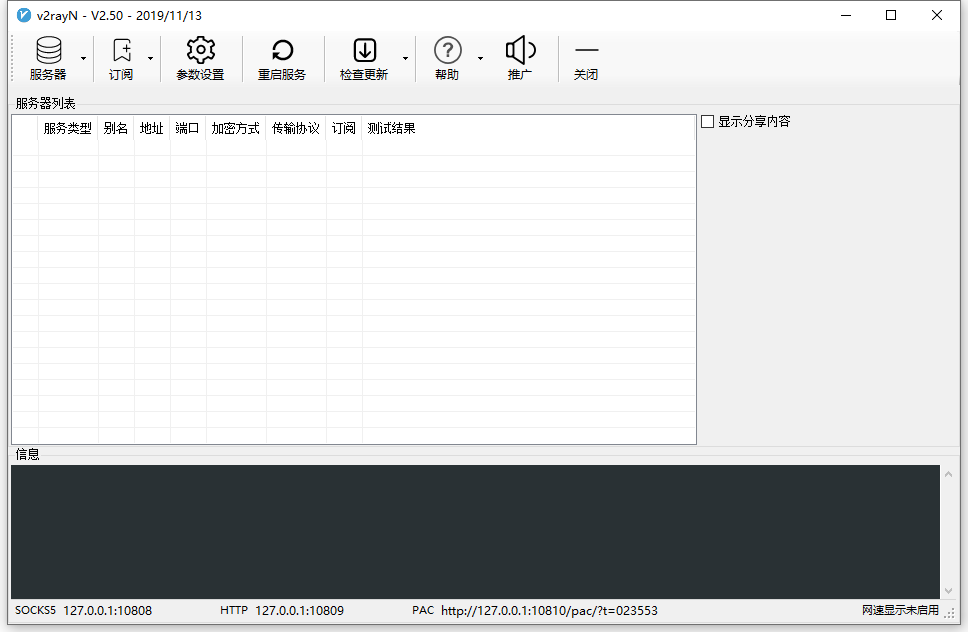 v2rayN - V2.50 - 2019/11/13
服务器 订阅 参数设置 重启服务 检查更新 帮助 推广 关闭
服务器列表
服务类型 别名 地址 端口 加密方式 传输协议 订阅 测试结果
显示分享内容
信息
SOCKS5 127.0.0.1:10808 HTTP 127.0.0.1:10809 PAC http://127.0.0.1:10810/pac/?t=023553 网速显示未启用